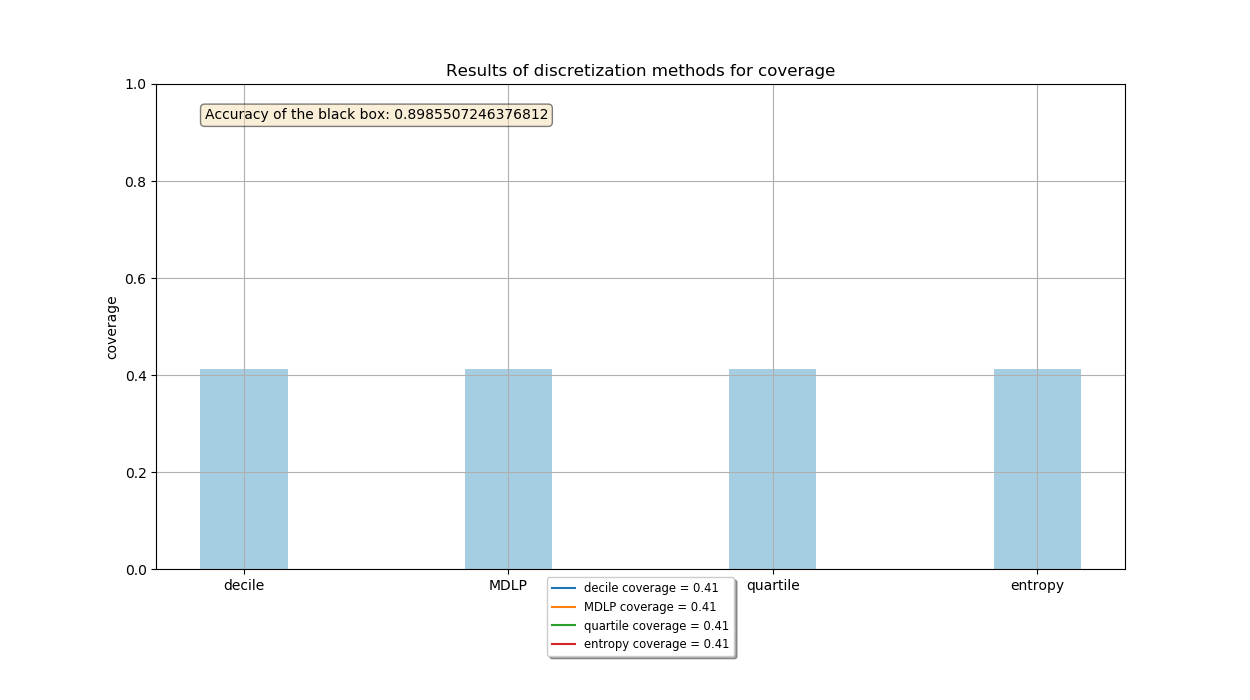 Results of discretization methods for coverage
Accuracy of the black box: 0.8985507246376812
1.0
0.8
0.6
0.4
0.2
0.0
coverage
decile MDLP quartile entropy
decile coverage = 0.41
MDLP coverage = 0.41
quartile coverage = 0.41
entropy coverage = 0.41